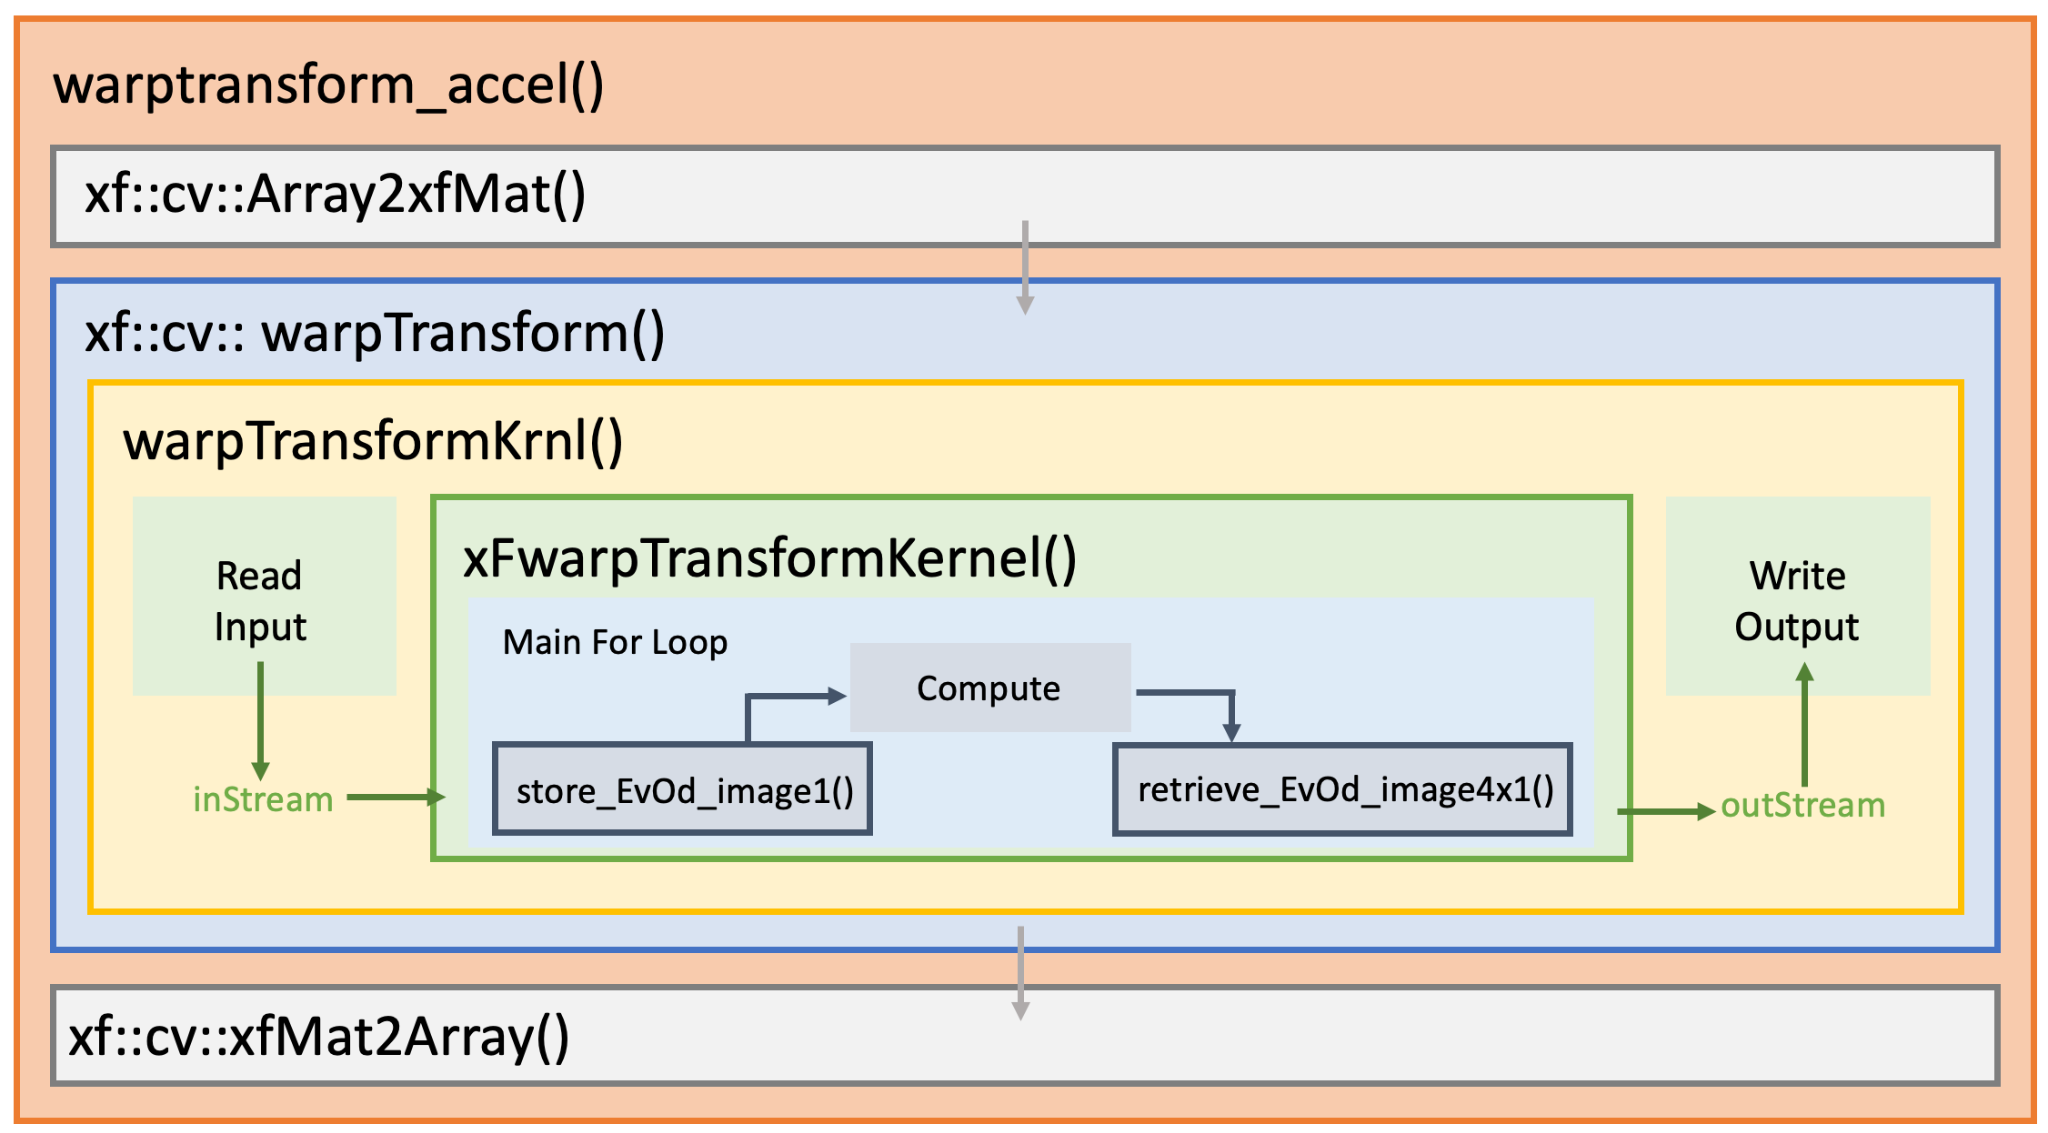 warptransform_accel()
xf::cv::Array2xfMat()
xf::cv:: warpTransform()
warpTransformKrnl()
Read
Input
inStream
xFwarpTransformKernel()
Main For Loop
Compute
store_EvOd_image1()
retrieve_EvOd_image4x1()
Write
Output
outStream
xf::cv::xfMat2Array()